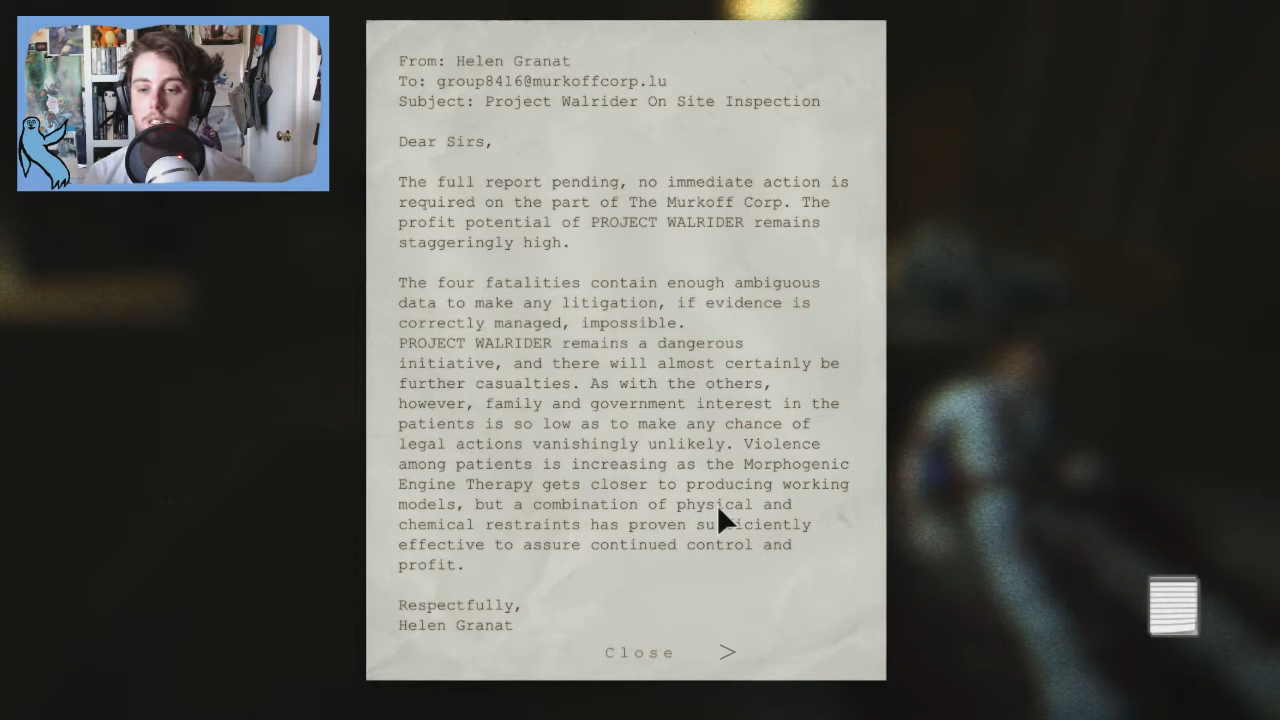 From: Helen Granat
To: group8416@murkoffcorp.lu
Subject: Project Walrider On Site Inspection
Dear Sirs,
The full report pending, no immediate action is
required on the part of The Murkoff Corp. The
profit potential of PROJECT WALRIDER remains
staggeringly high.
The four fatalities contain enough ambiguous
data to make any litigation, if evidence is
correctly managed, impossible.
PROJECT WALRIDER remains a dangerous
initiative, and there will almost certainly be
further casualties. As with the others,
however, family and government interest in the
patients is so low as to make any chance of
legal actions vanishingly unlikely. Violence
among patients is increasing as the Morphogenic
Engine Therapy gets closer to producing working
models, but a combination of physical and
chemical restraints has proven sufficiently
effective to assure continued control and
profit.
Respectfully,
Helen Granat
Close >